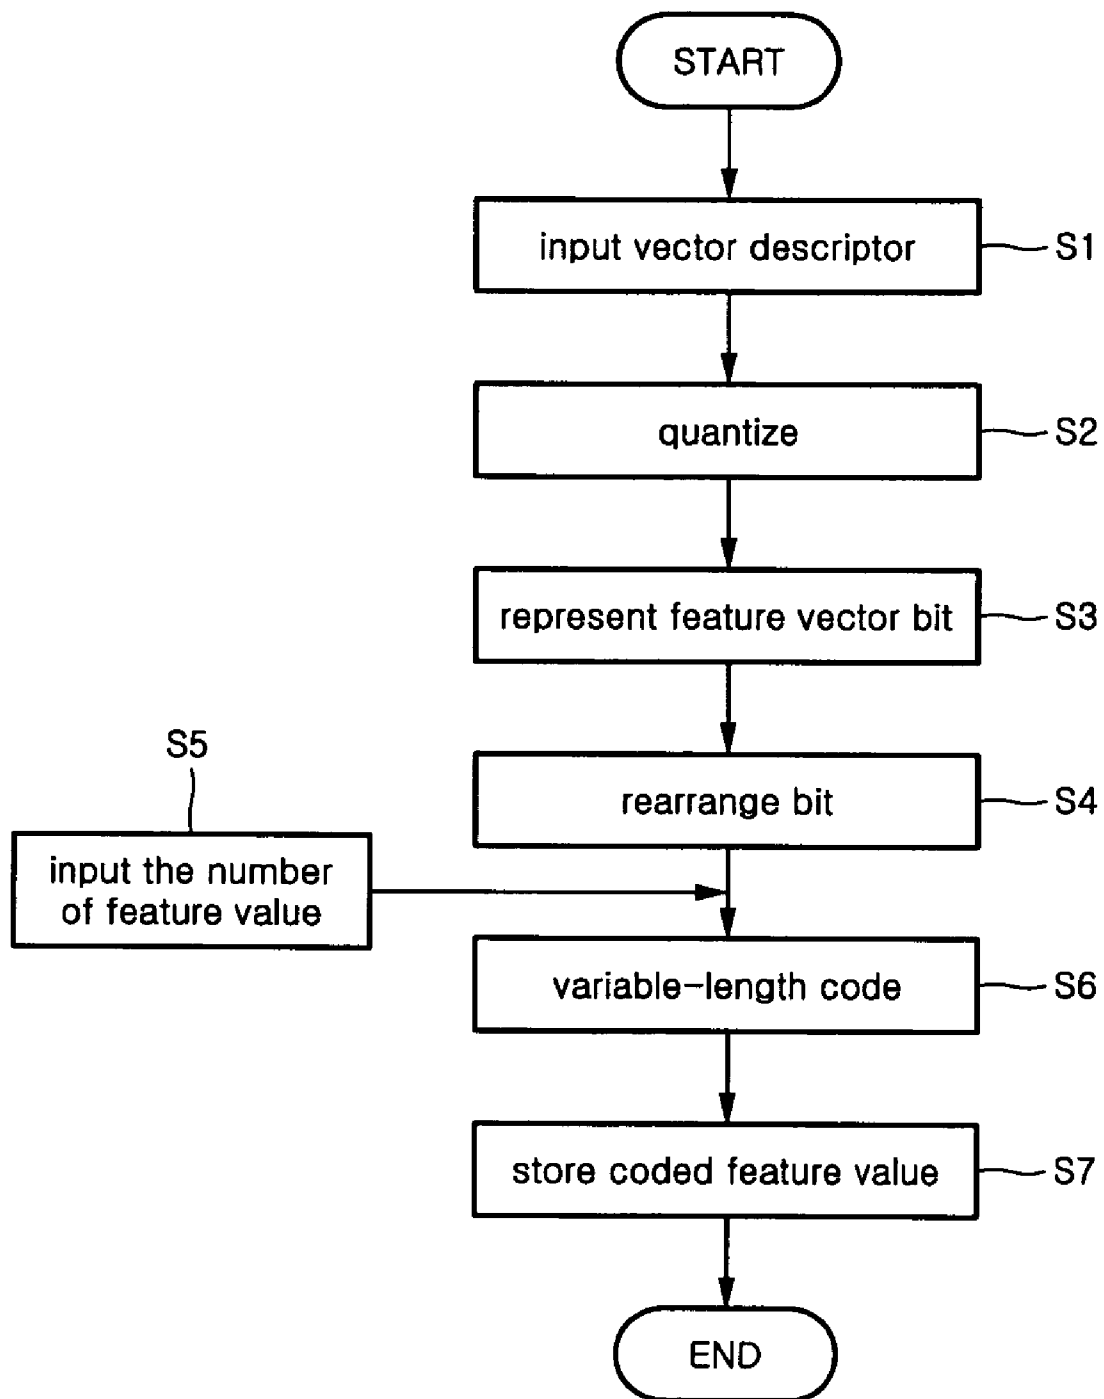 START
input vector descriptor
S1
quantize
S2
represent feature vector bit
S3
S5
rearrange bit
S4
input the number
of feature value
variable-length code
S6
store coded feature value
S7
END